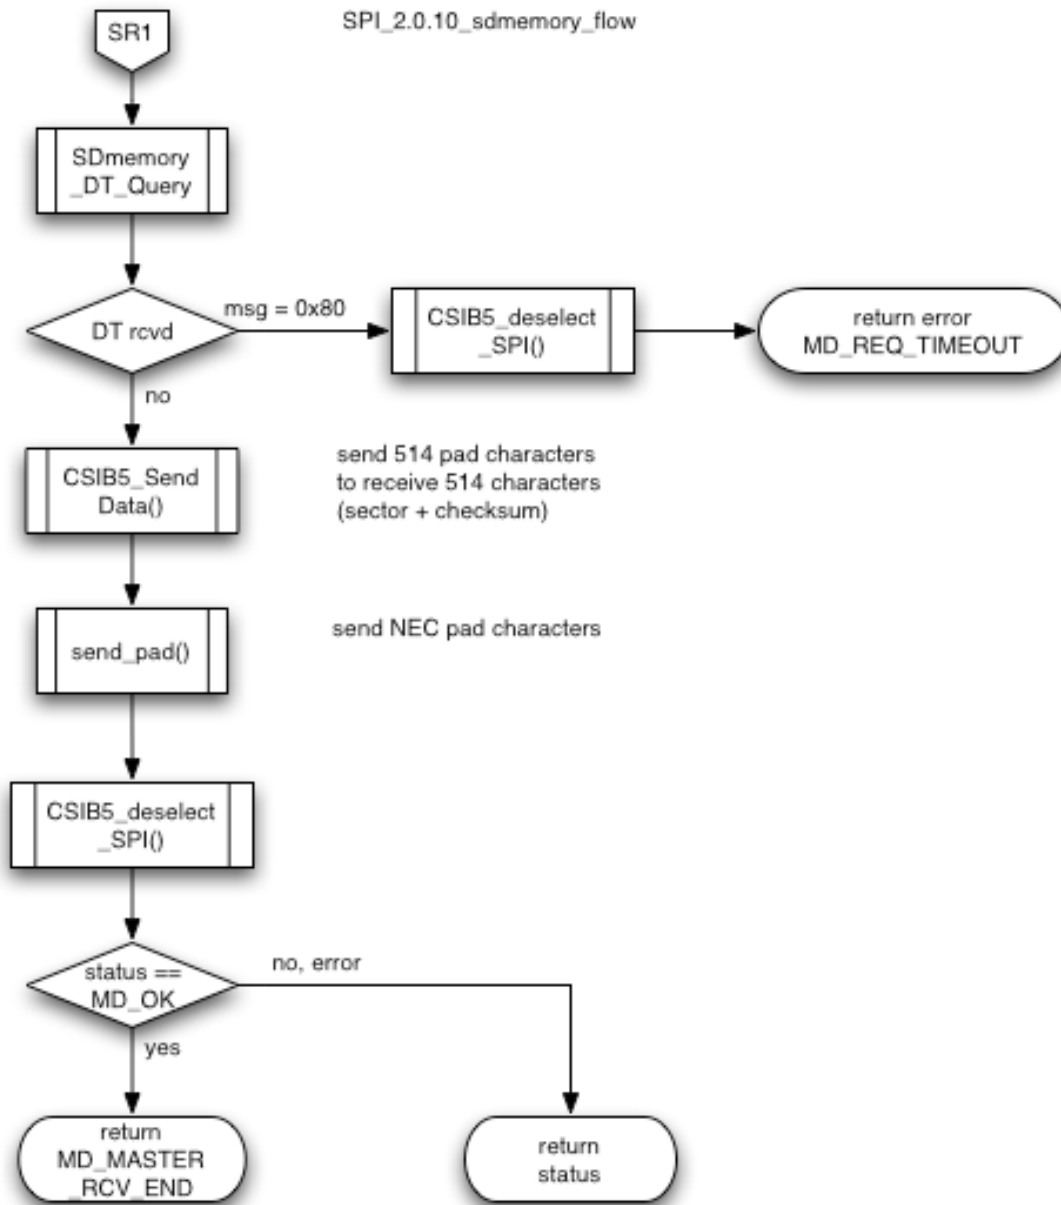 SPI_2.0.10_sdmemory_flow
SR1
SDmemory
_DT_Query
DT rcvd
msg = 0x80
CSIB5_deselect
_SPI()
return error
MD_REQ_TIMEOUT
no
CSIB5_Send
Data()
send 514 pad characters
to receive 514 characters
(sector + checksum)
send_pad()
send NEC pad characters
CSIB5_deselect
_SPI()
status ==
MD_OK
no, error
yes
return
MD_MASTER
_RCV_END
return
status